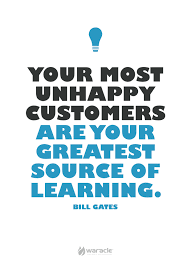 YOUR MOST
UNHAPPY
CUSTOMERS
ARE YOUR
GREATEST
SOURCE OF
LEARNING.
BILL GATES
waracle